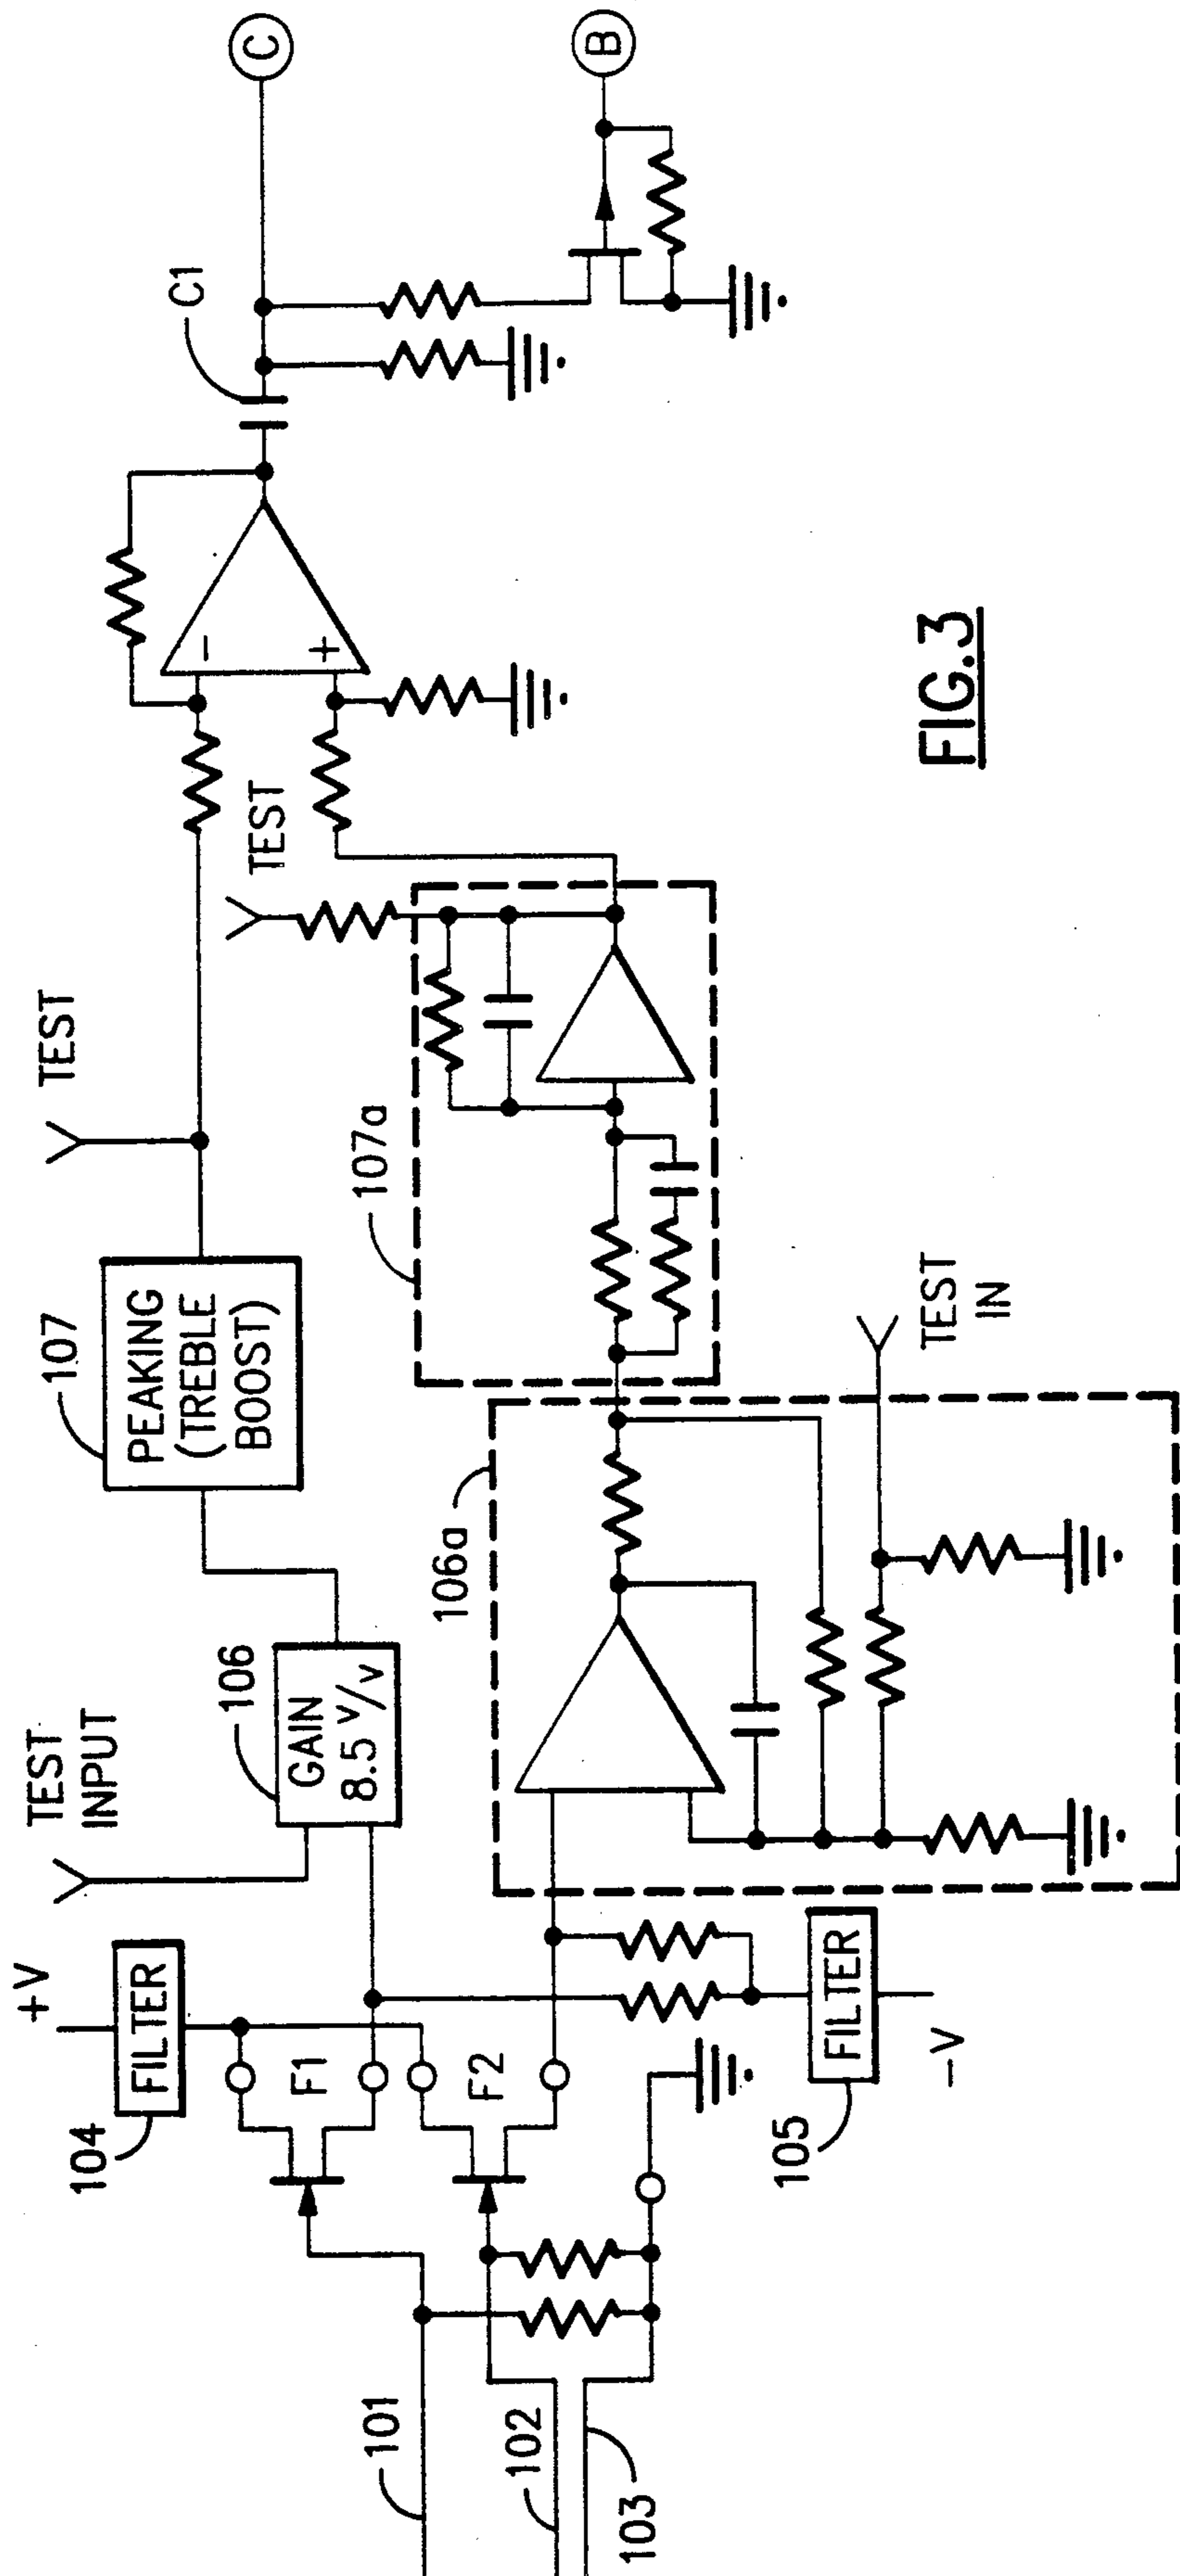 101
102
103
104
FILTER
+V
F1
F2
105
FILTER
-V
TEST
INPUT
106
GAIN
8.5 V/V
106a
TEST
IN
107
PEAKING
(TREBLE
BOOST)
107a
TEST
TEST
-
+
C1
C
B
FIG.3